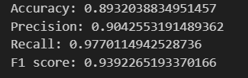 Accuracy: 0.8932038834951457
Precision: 0.9042553191489362
Recall: 0.9770114942528736
F1 score: 0.9392265193370166